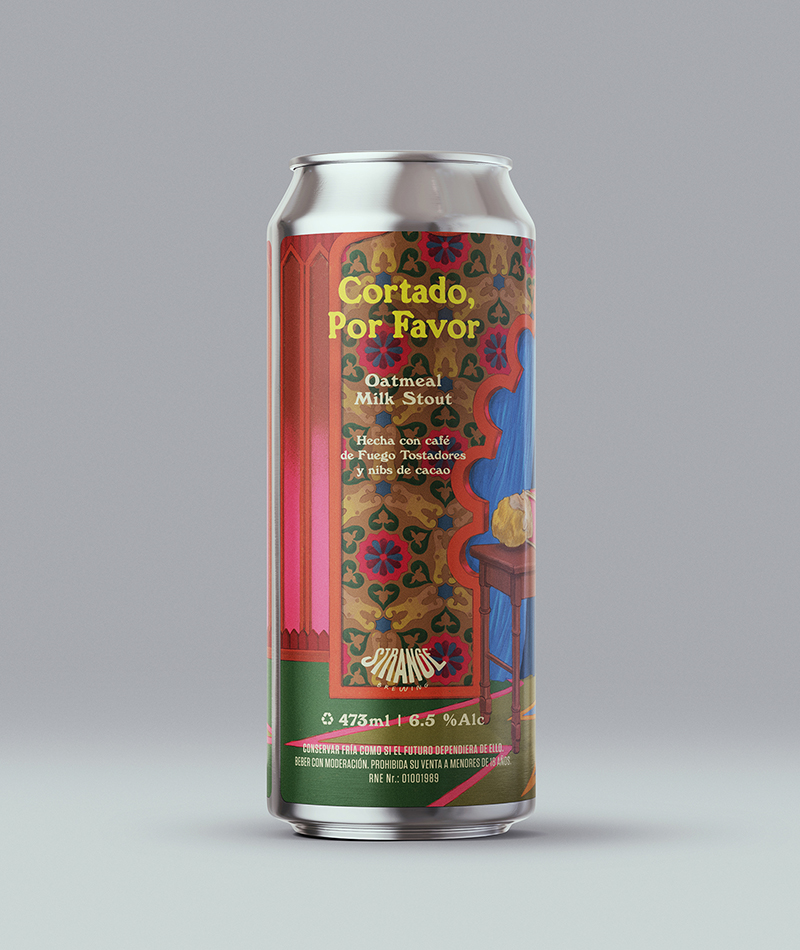 Cortado,
Por Favor
Oatmeal
Milk Stout
Hecha con café
de Fuego Tostadores
y nibs de cacao
STRANGE
BREWING
473ml | 6.5 %Alc
CONSERVAR FRÍA COMO SI EL FUTURO DEPENDIERA DE ELLO.
BEBER CON MODERACIÓN. PROHIBIDA SU VENTA A MENORES DE 18 AÑOS.
RNE Nr.: 01001989